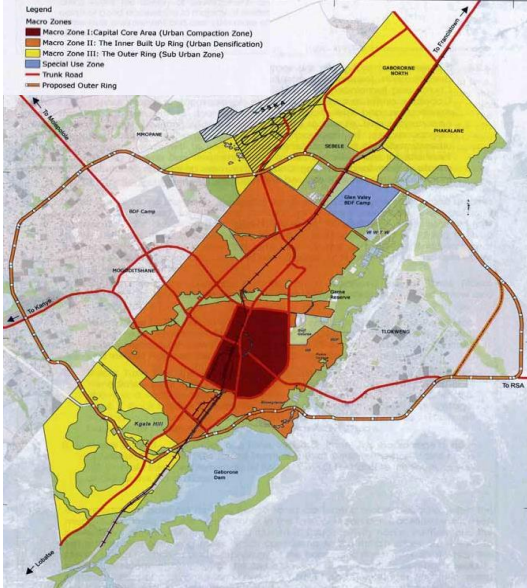 Legend
Macro Zones
Macro Zone I:Capital Core Area (Urban Compaction Zone)
Macro Zone II: The Inner Built Up Ring (Urban Densification)
Macro Zone III: The Outer Ring (Sub Urban Zone)
Special Use Zone
Trunk Road
Proposed Outer Ring
To Francistown
GABORONE
NORTH
To Molepolole
SSKA
MMOPANE
PHAKALANE
SEBELE
Glen Valey
BDF Camp
BDF Camp
W W T W
MOGODITSHANE
Game
Reserve
To Kanye
TLOKWENG
To RSA
Kgale Hill
Gaborone
Dam
Lobatse